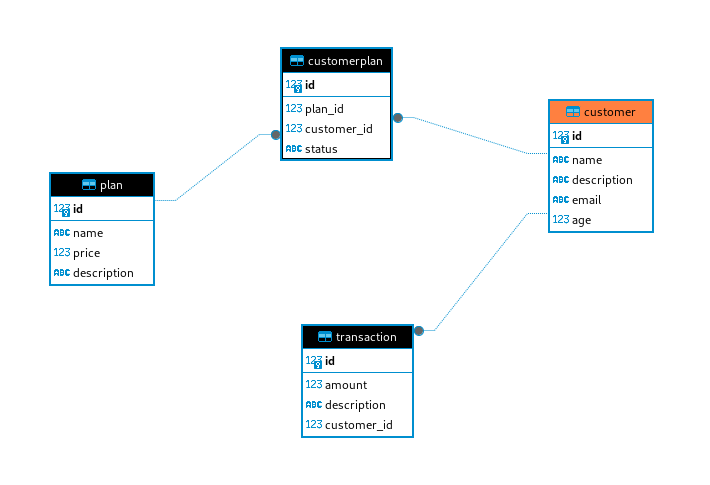 customerplan
123 id
123 plan_id
123 customer_id
ABC status
customer
123 id
ABC name
ABC description
ABC email
123 age
plan
123 id
ABC name
123 price
ABC description
transaction
123 id
123 amount
ABC description
123 customer_id